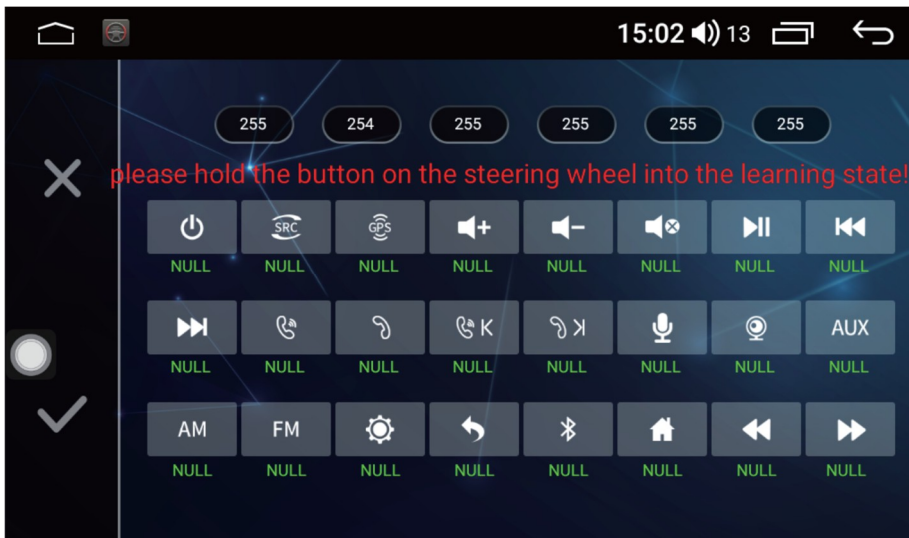 15:02 13
255 254 255 255 255 255
please hold the button on the steering wheel into the learning state!
SRC GPS
NULL NULL NULL NULL NULL NULL NULL NULL
K K AUX
NULL NULL NULL NULL NULL NULL NULL NULL
AM FM
NULL NULL NULL NULL NULL NULL NULL NULL